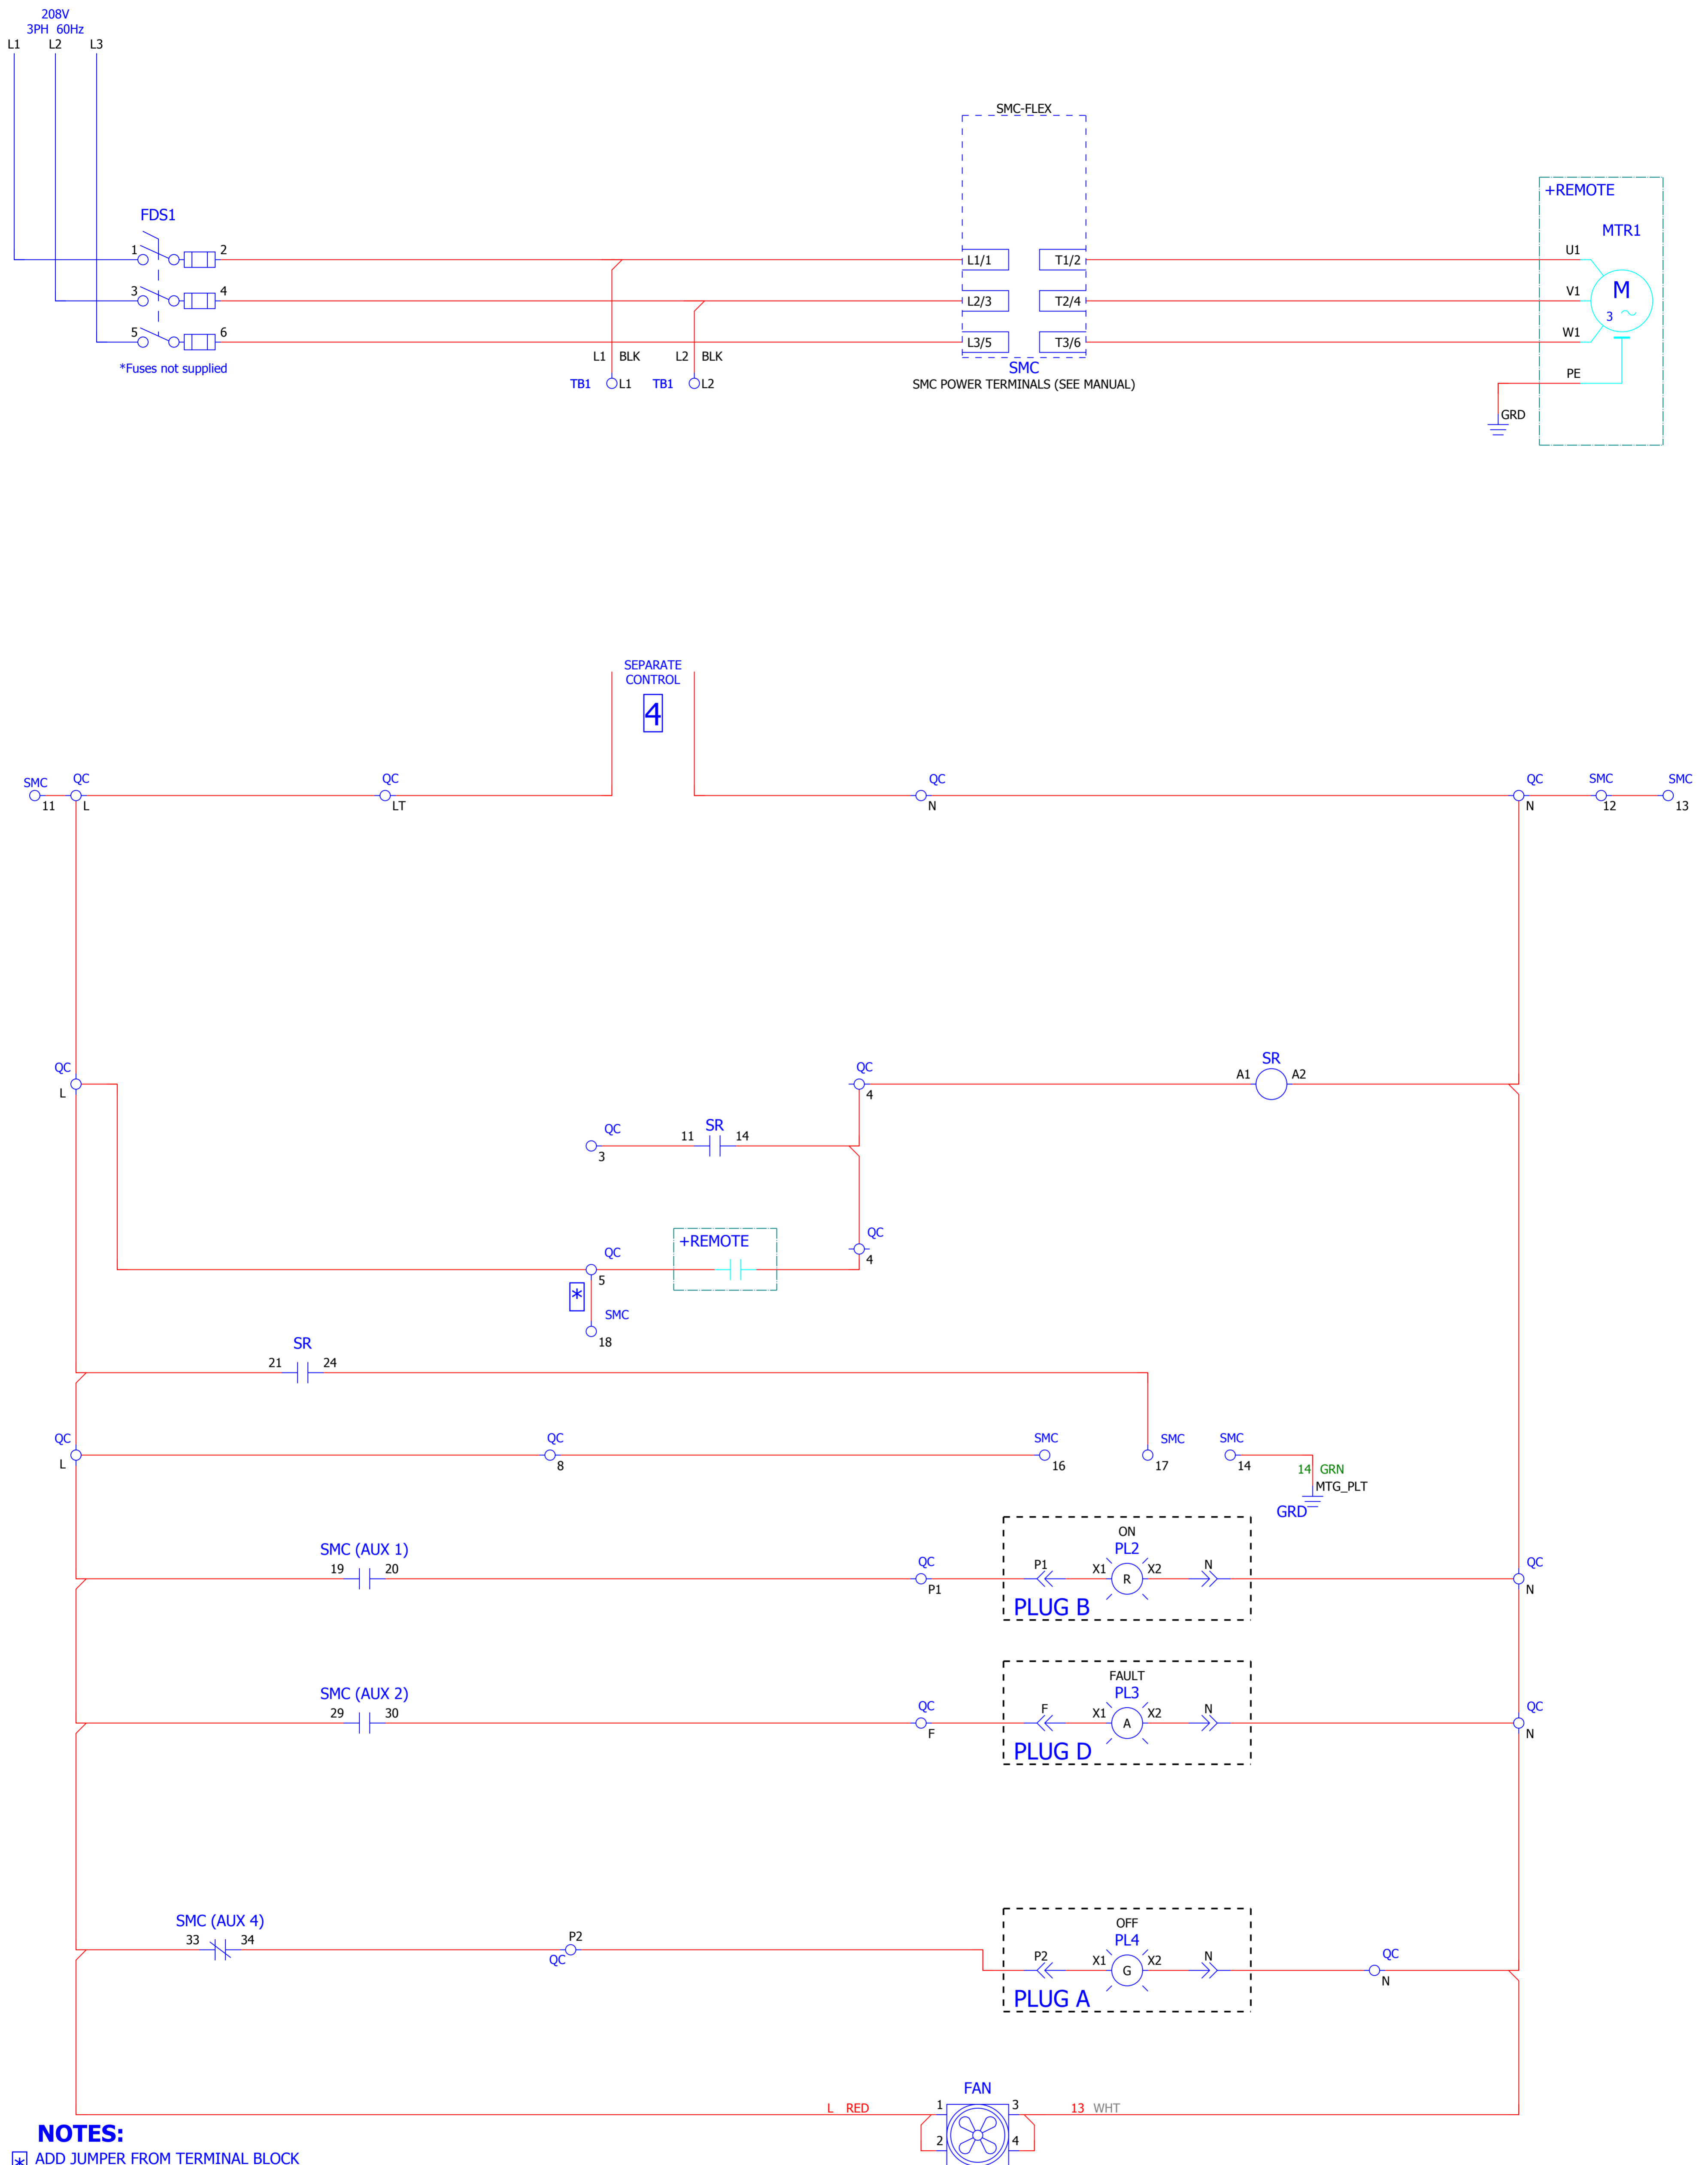 208V
3PH 60Hz
L1 L2 L3
SMC-FLEX
+REMOTE
MTR1
FDS1
1 2 L1/1 T1/2 U1
3 4 L2/3 T2/4 V1 M
3
5 6 L3/5 T3/6 W1
*Fuses not supplied
L1 BLK L2 BLK
SMC
TB1 L1 TB1 L2
SMC POWER TERMINALS (SEE MANUAL)
PE
GRD
SEPARATE
CONTROL
4
SMC QC QC QC QC SMC SMC
11 L LT N N 12 13
QC QC SR
L 4 A1 A2
QC SR
3 11 14
QC
4
+REMOTE
QC
5
*
SMC
18
SR
21 24
QC QC SMC SMC SMC
L 8 16 17 14
14 GRN
MTG_PLT
GRD
ON
SMC (AUX 1) PL2
19 20 QC P1 X1 R X2 N QC
P1 N
PLUG B
FAULT
SMC (AUX 2) PL3
29 30 QC F X1 A X2 N QC
F N
PLUG D
SMC (AUX 4) OFF
33 34 P2 PL4
QC P2 X1 G X2 N QC
N
PLUG A
FAN
L RED 1 3 13 WHT
2 4
NOTES:
* ADD JUMPER FROM TERMINAL BLOCK